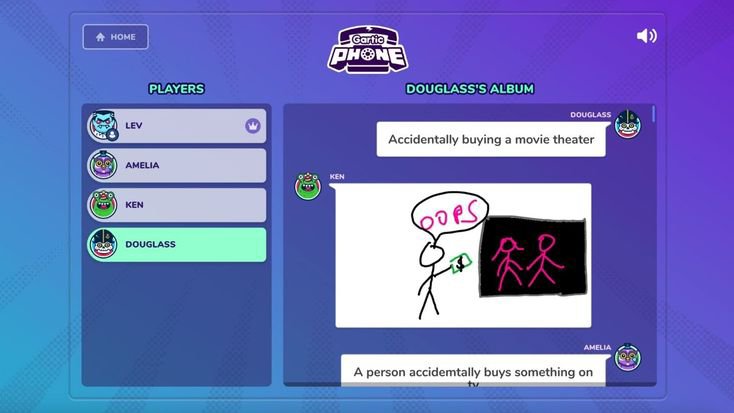 HOME
Gartic
PHONE
PLAYERS
DOUGLASS'S ALBUM
LEV
AMELIA
KEN
DOUGLASS
DOUGLASS
Accidentally buying a movie theater
KEN
OOPS
$
AMELIA
A person accidemtally buys something on
tv